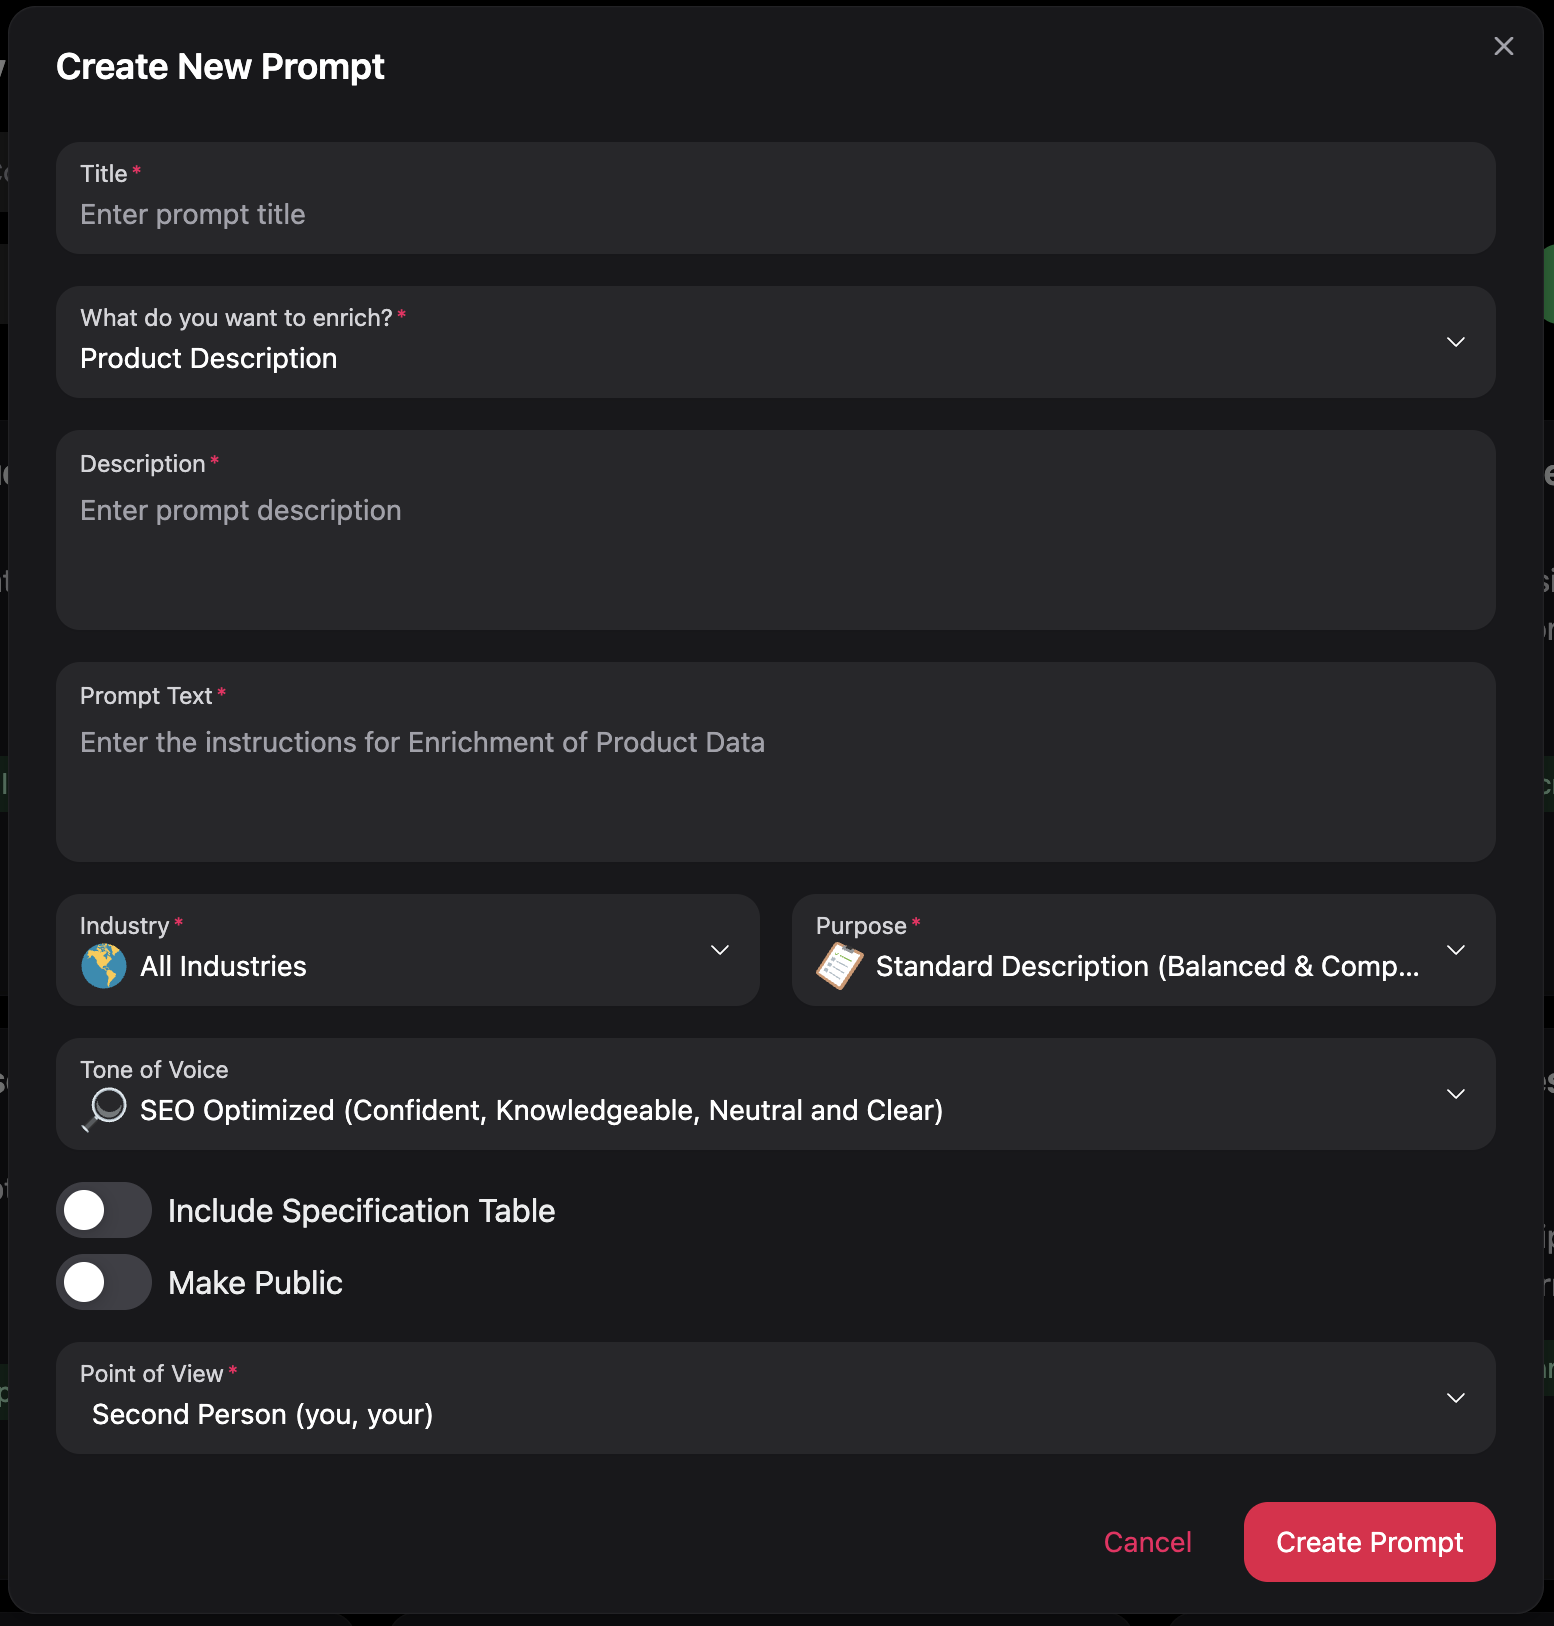 Create New Prompt
Title*
Enter prompt title
What do you want to enrich?*
Product Description
Description*
Enter prompt description
Prompt Text*
Enter the instructions for Enrichment of Product Data
Industry*
All Industries
Purpose*
Standard Description (Balanced & Comp...
Tone of Voice
SEO Optimized (Confident, Knowledgeable, Neutral and Clear)
Include Specification Table
Make Public
Point of View*
Second Person (you, your)
Cancel
Create Prompt